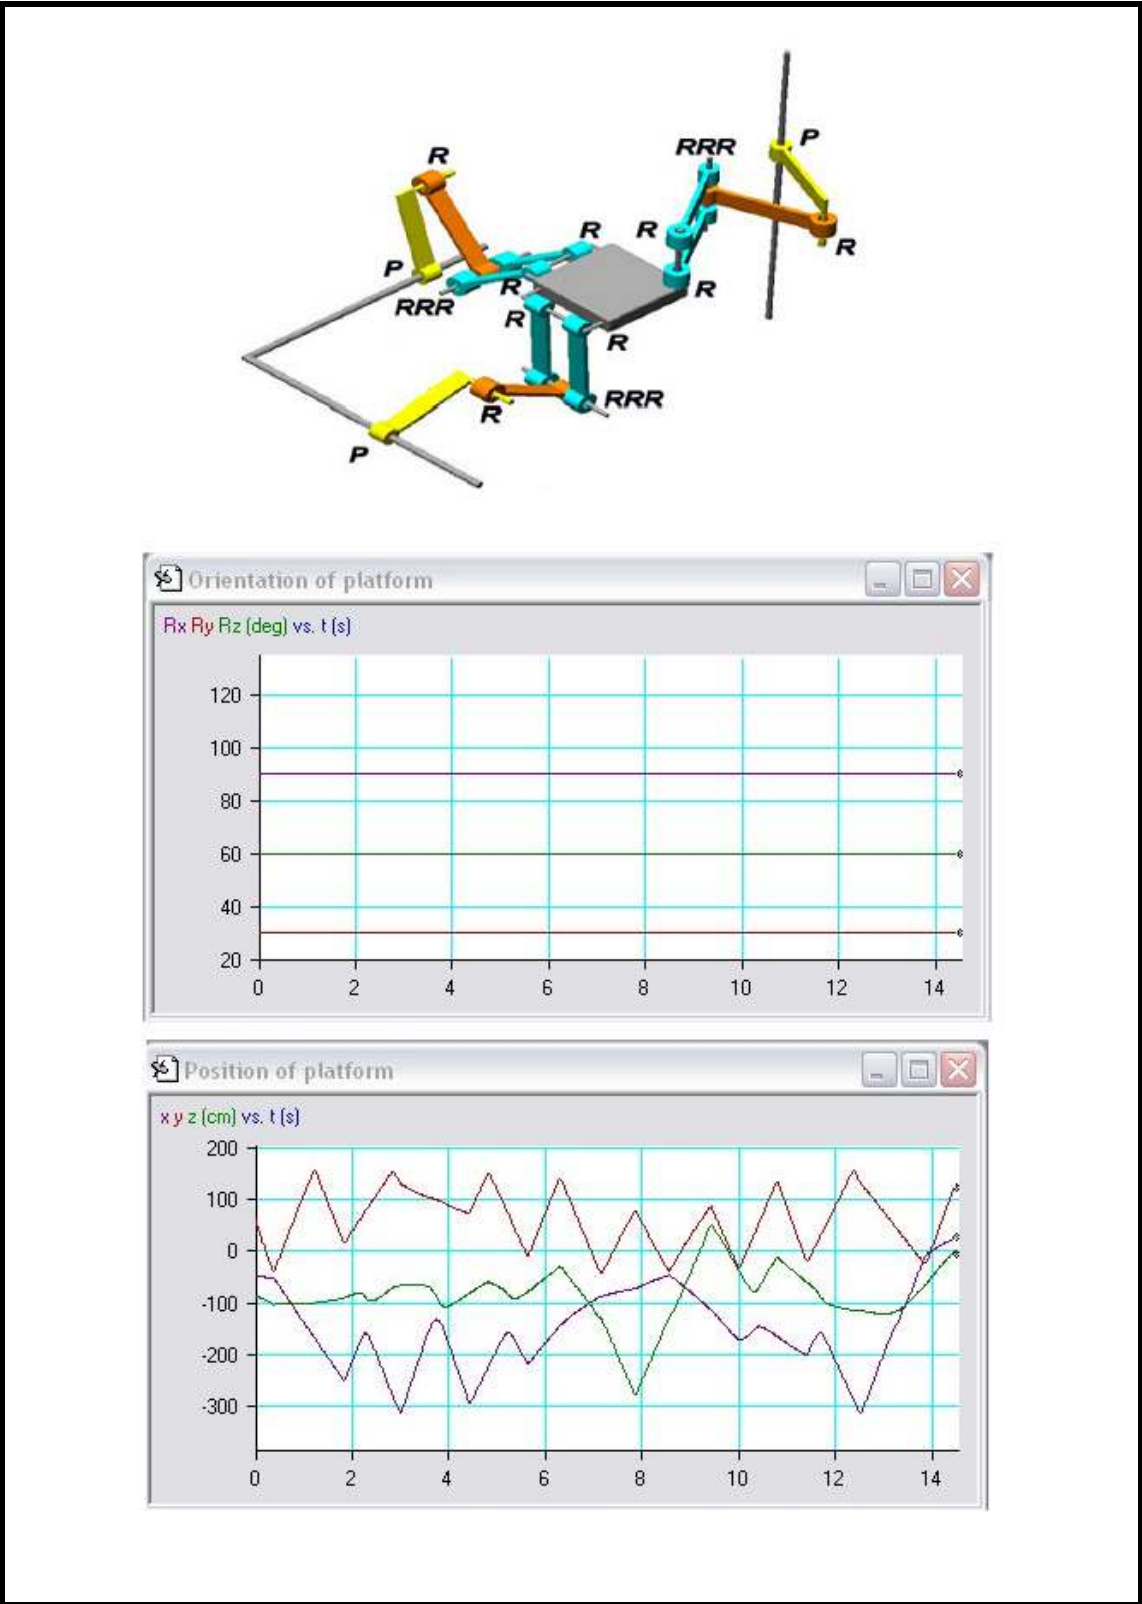 P
RRR
R
R
R
R
P
R
R
RRR
R
R
RRR
R
P
Orientation of platform
Rx Ry Rz (deg) vs. t (s)
120
100
80
60
40
20
0 2 4 6 8 10 12 14
Position of platform
x y z (cm) vs. t (s)
200
100
0
-100
-200
-300
0 2 4 6 8 10 12 14